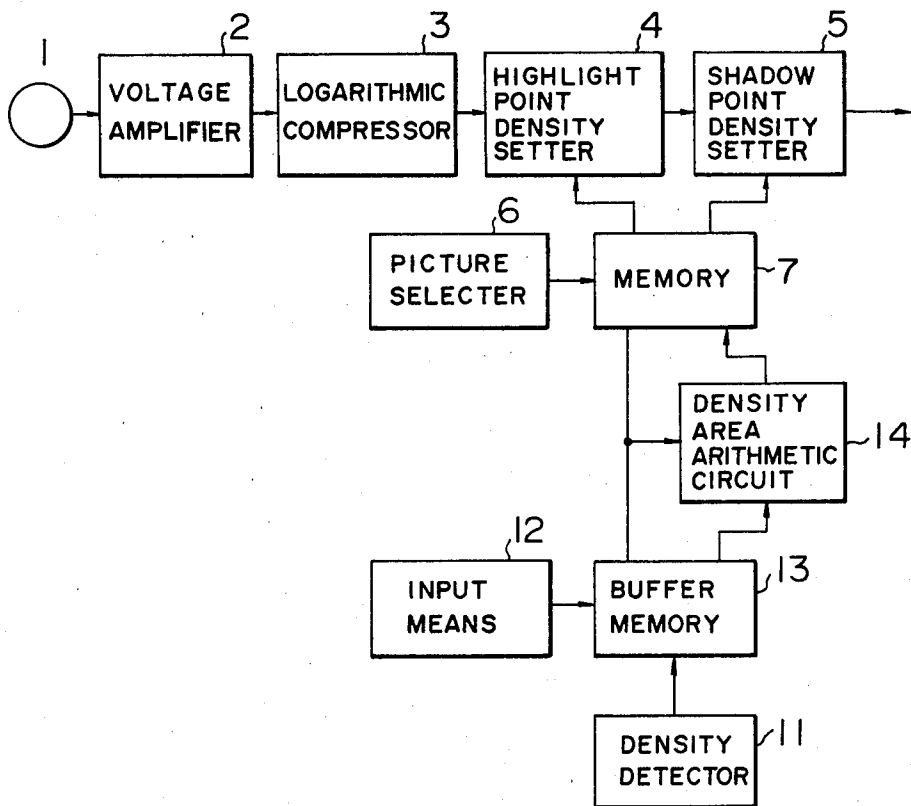 1
2
3
4
5
VOLTAGE
AMPLIFIER
LOGARITHMIC
COMPRESSOR
HIGHLIGHT
POINT
DENSITY
SETTER
SHADOW
POINT
DENSITY
SETTER
6
PICTURE
SELECTER
MEMORY
7
DENSITY
AREA
ARITHMETIC
CIRCUIT
14
12
INPUT
MEANS
BUFFER
MEMORY
13
DENSITY
DETECTOR
11